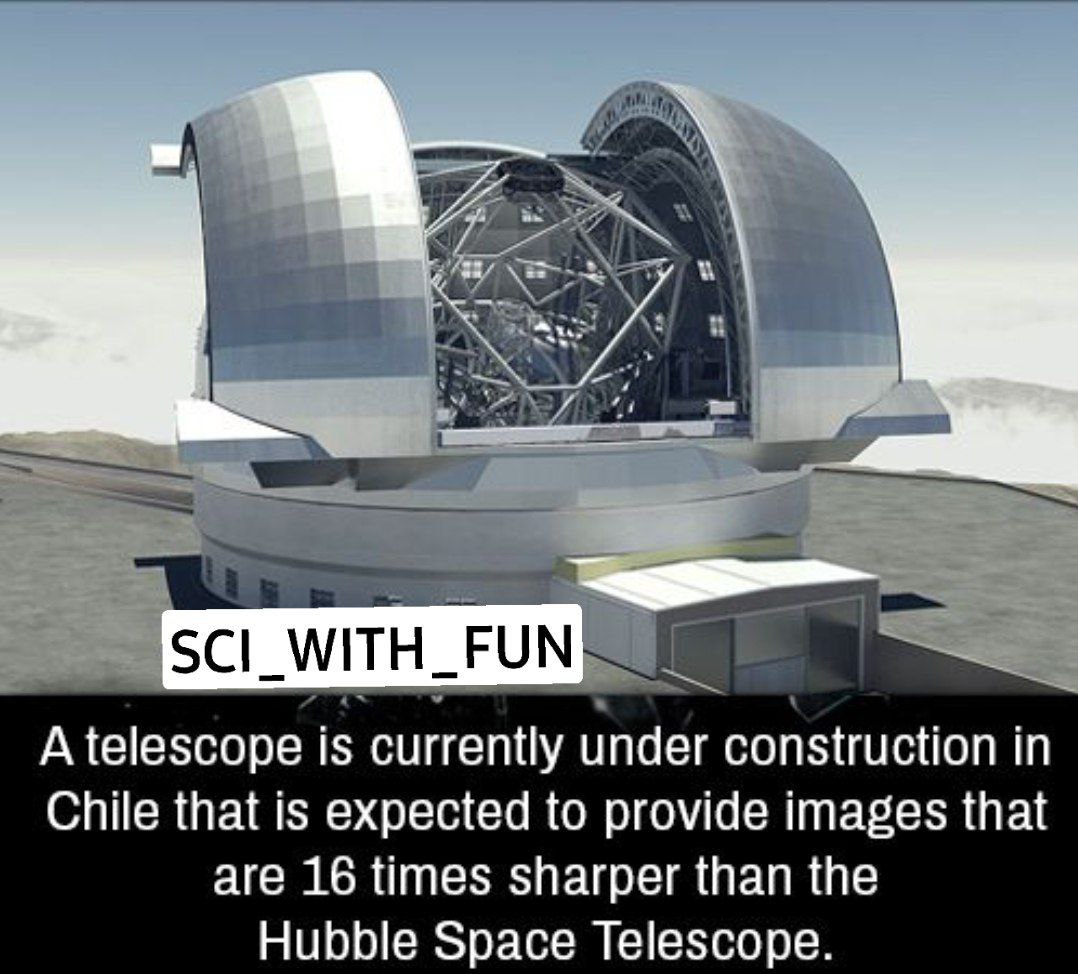 SCI_WITH_FUN
A telescope is currently under construction in
Chile that is expected to provide images that
are 16 times sharper than the
Hubble Space Telescope.